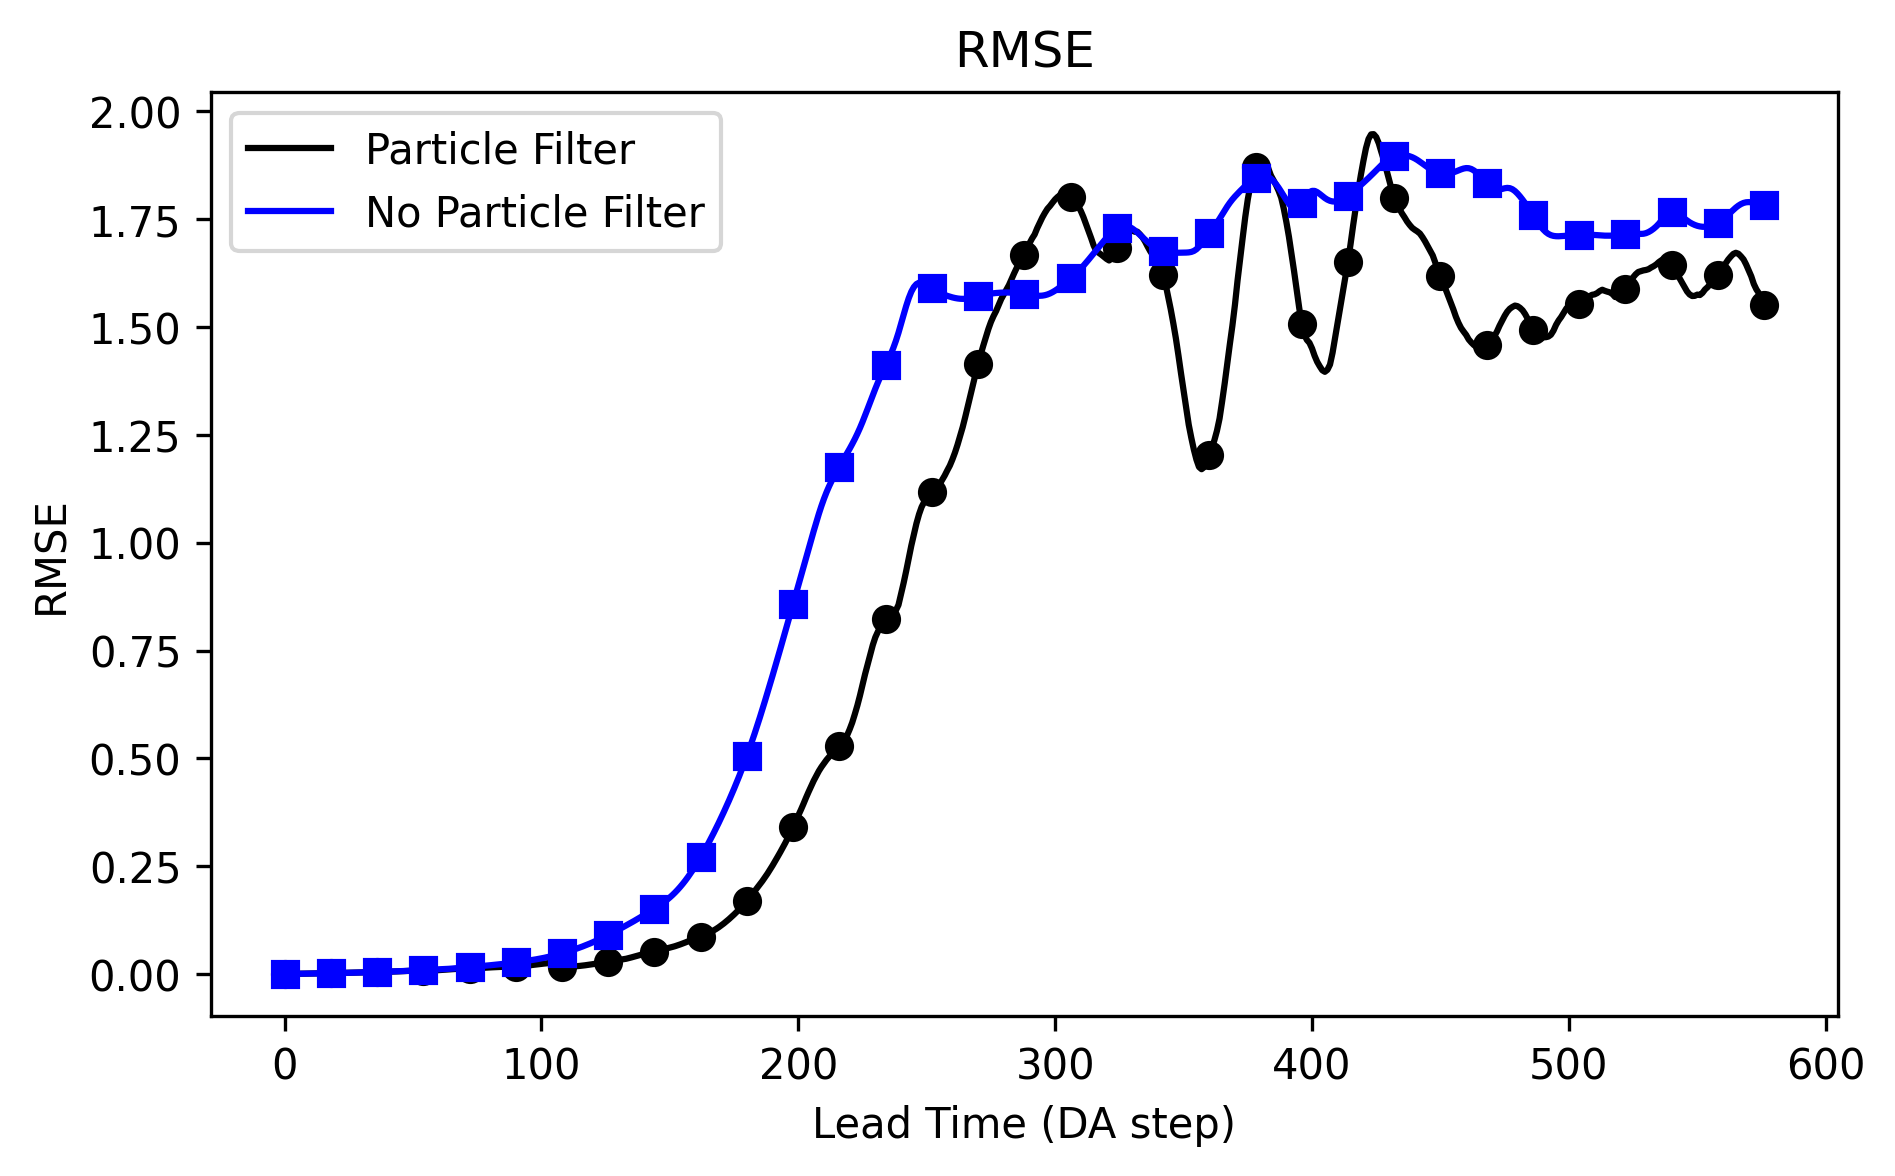 RMSE
2.00
1.75
1.50
1.25
1.00
0.75
0.50
0.25
0.00
RMSE
Particle Filter
No Particle Filter
0 100 200 300 400 500 600
Lead Time (DA step)